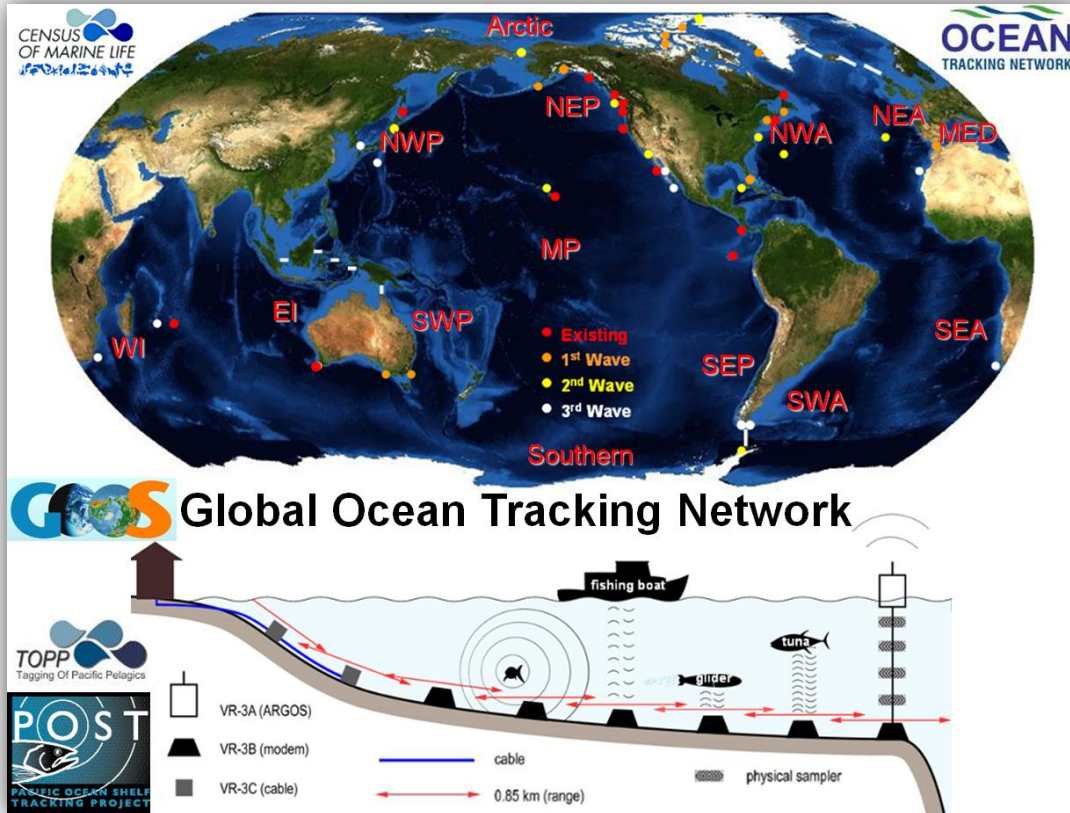 CENSUS
OF MARINE LIFE
Arctic
OCEAN
TRACKING NETWORK
NEP
NEA
NWP
NWA
MED
MP
EI
SWP
WI
SEA
SEP
SWA
Existing
1st Wave
2nd Wave
3rd Wave
Southern
GOOS
Global Ocean Tracking Network
fishing boat
tuna
glider
TOPP
Tagging Of Pacific Pelagics
VR-3A (ARGOS)
VR-3B (modem)
VR-3C (cable)
cable
0.85 km (range)
physical sampler
POST
PACIFIC OCEAN SHELF
TRACKING PROJECT